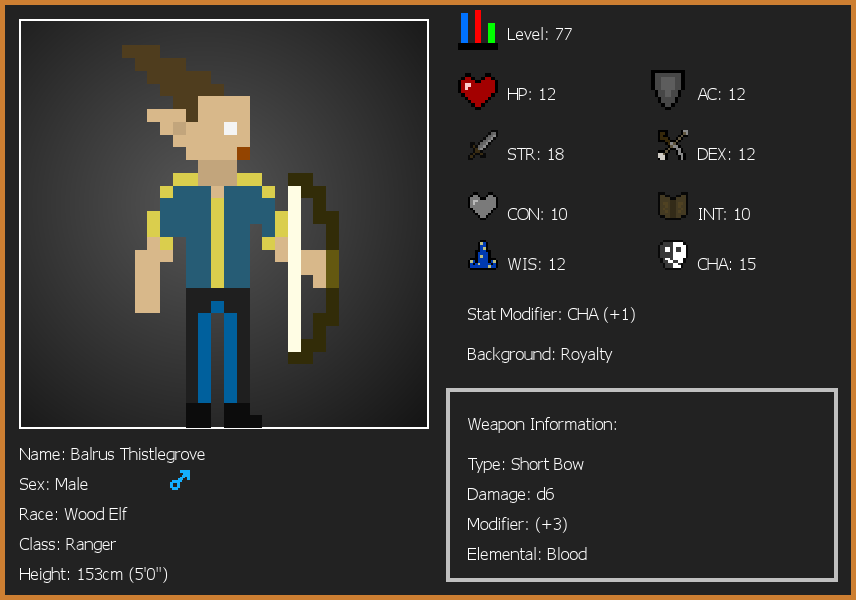 Level: 77
HP: 12
AC: 12
STR: 18
DEX: 12
CON: 10
INT: 10
WIS: 12
CHA: 15
Stat Modifier: CHA (+1)
Background: Royalty
Weapon Information:
Type: Short Bow
Damage: d6
Modifier: (+3)
Elemental: Blood
Name: Balrus Thistlegrove
Sex: Male
Race: Wood Elf
Class: Ranger
Height: 153cm (5'0")